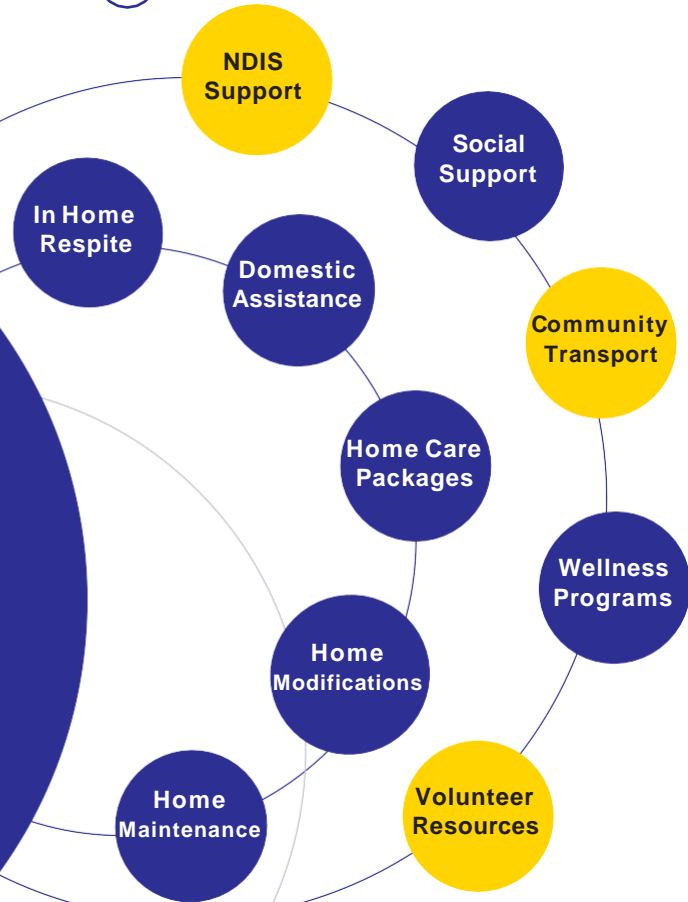 NDIS
Support
Social
Support
In Home
Respite
Domestic
Assistance
Community
Transport
Home Care
Packages
Wellness
Programs
Home
Modifications
Volunteer
Resources
Home
Maintenance